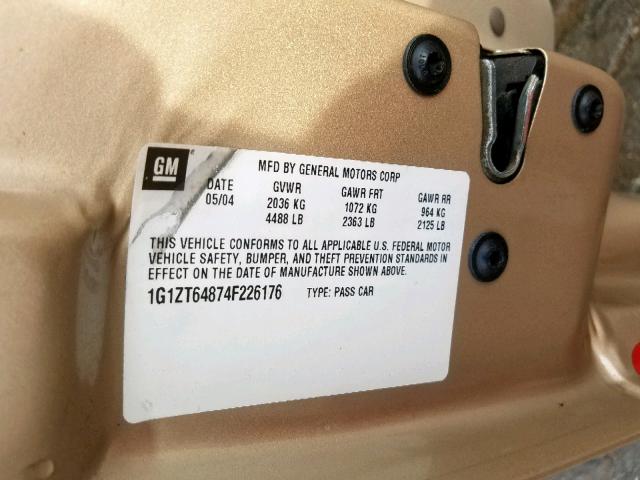 GM
MFD BY GENERAL MOTORS CORP
DATE GVWR GAWR FRT GAWR RR
05/04 2036 KG 1072 KG 964 KG
4488 LB 2363 LB 2125 LB
THIS VEHICLE CONFORMS TO ALL APPLICABLE U.S. FEDERAL MOTOR
VEHICLE SAFETY, BUMPER, AND THEFT PREVENTION STANDARDS IN
EFFECT ON THE DATE OF MANUFACTURE SHOWN ABOVE.
1G1ZT64874F226176 TYPE: PASS CAR